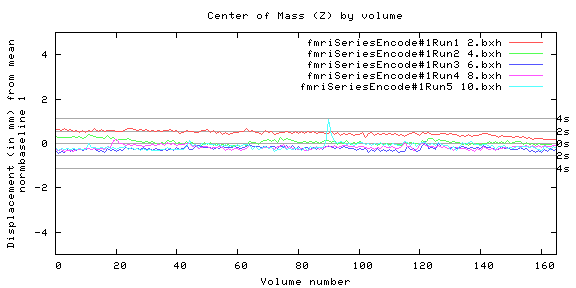 Center of Mass (Z) by volume
fmriSeriesEncode#1Run1 2.bxh
fmriSeriesEncode#1Run2 4.bxh
fmriSeriesEncode#1Run3 6.bxh
fmriSeriesEncode#1Run4 8.bxh
fmriSeriesEncode#1Run5 10.bxh
Displacement (in mm) from mean
normbaseline 1
4
2
0
-2
-4
4s
2s
0s
2s
4s
0 20 40 60 80 100 120 140 160
Volume number